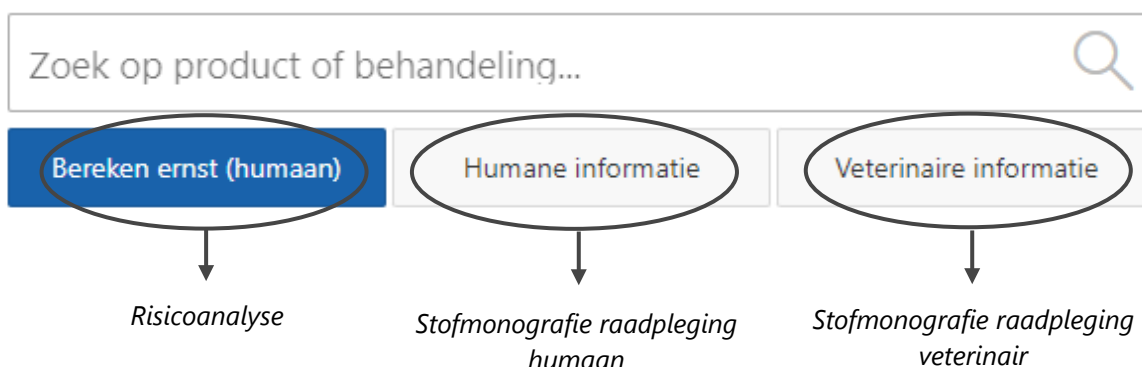 Zoek op product of behandeling...
Bereken ernst (humaan)
Humane informatie
Veterinaire informatie
Risicoanalyse
Stofmonografie raadpleging
humaan
Stofmonografie raadpleging
veterinair